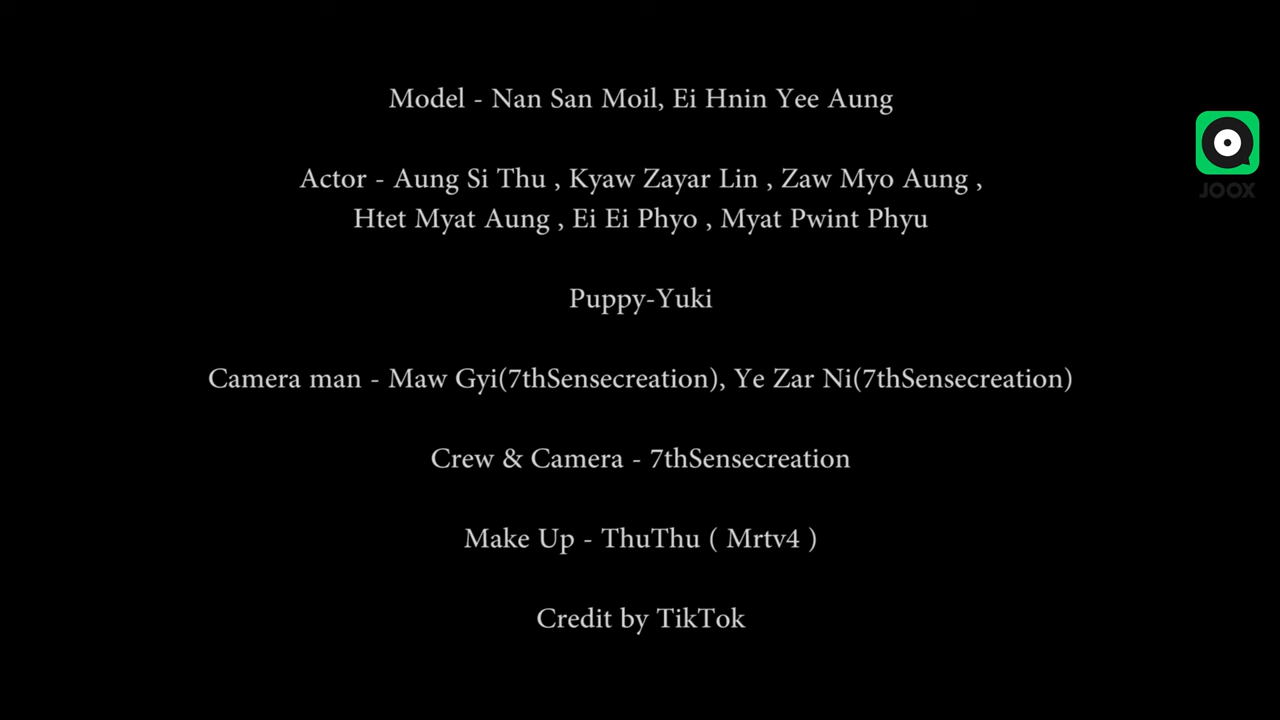 Model - Nan San Moil, Ei Hnin Yee Aung
Actor - Aung Si Thu , Kyaw Zayar Lin , Zaw Myo Aung ,
Htet Myat Aung , Ei Ei Phyo , Myat Pwint Phyu
Puppy-Yuki
Camera man - Maw Gyi(7thSensecreation), Ye Zar Ni(7thSensecreation)
Crew & Camera - 7thSensecreation
Make Up - ThuThu ( Mrtv4 )
Credit by TikTok
JOOX